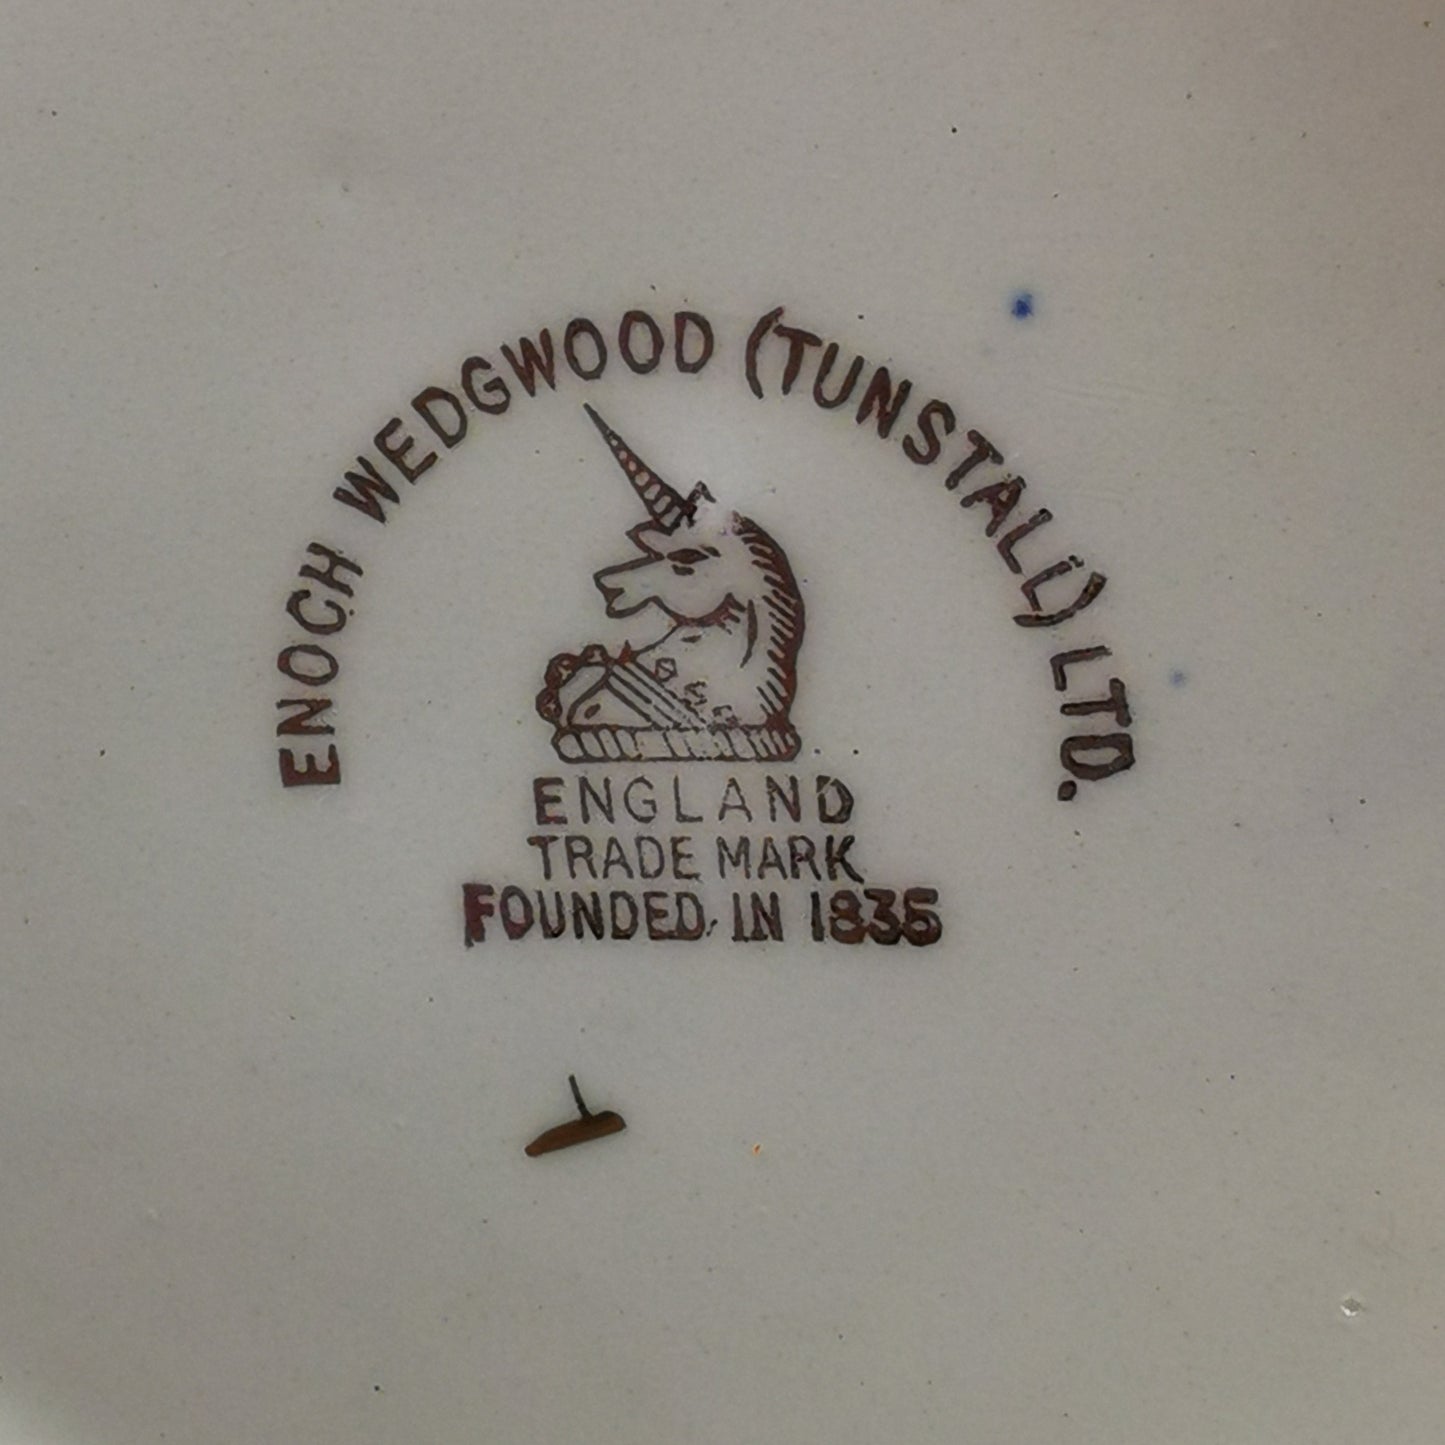 ENOCH WEDGWOOD (TUNSTALL) LTD.
ENGLAND
TRADE MARK
FOUNDED IN 1835